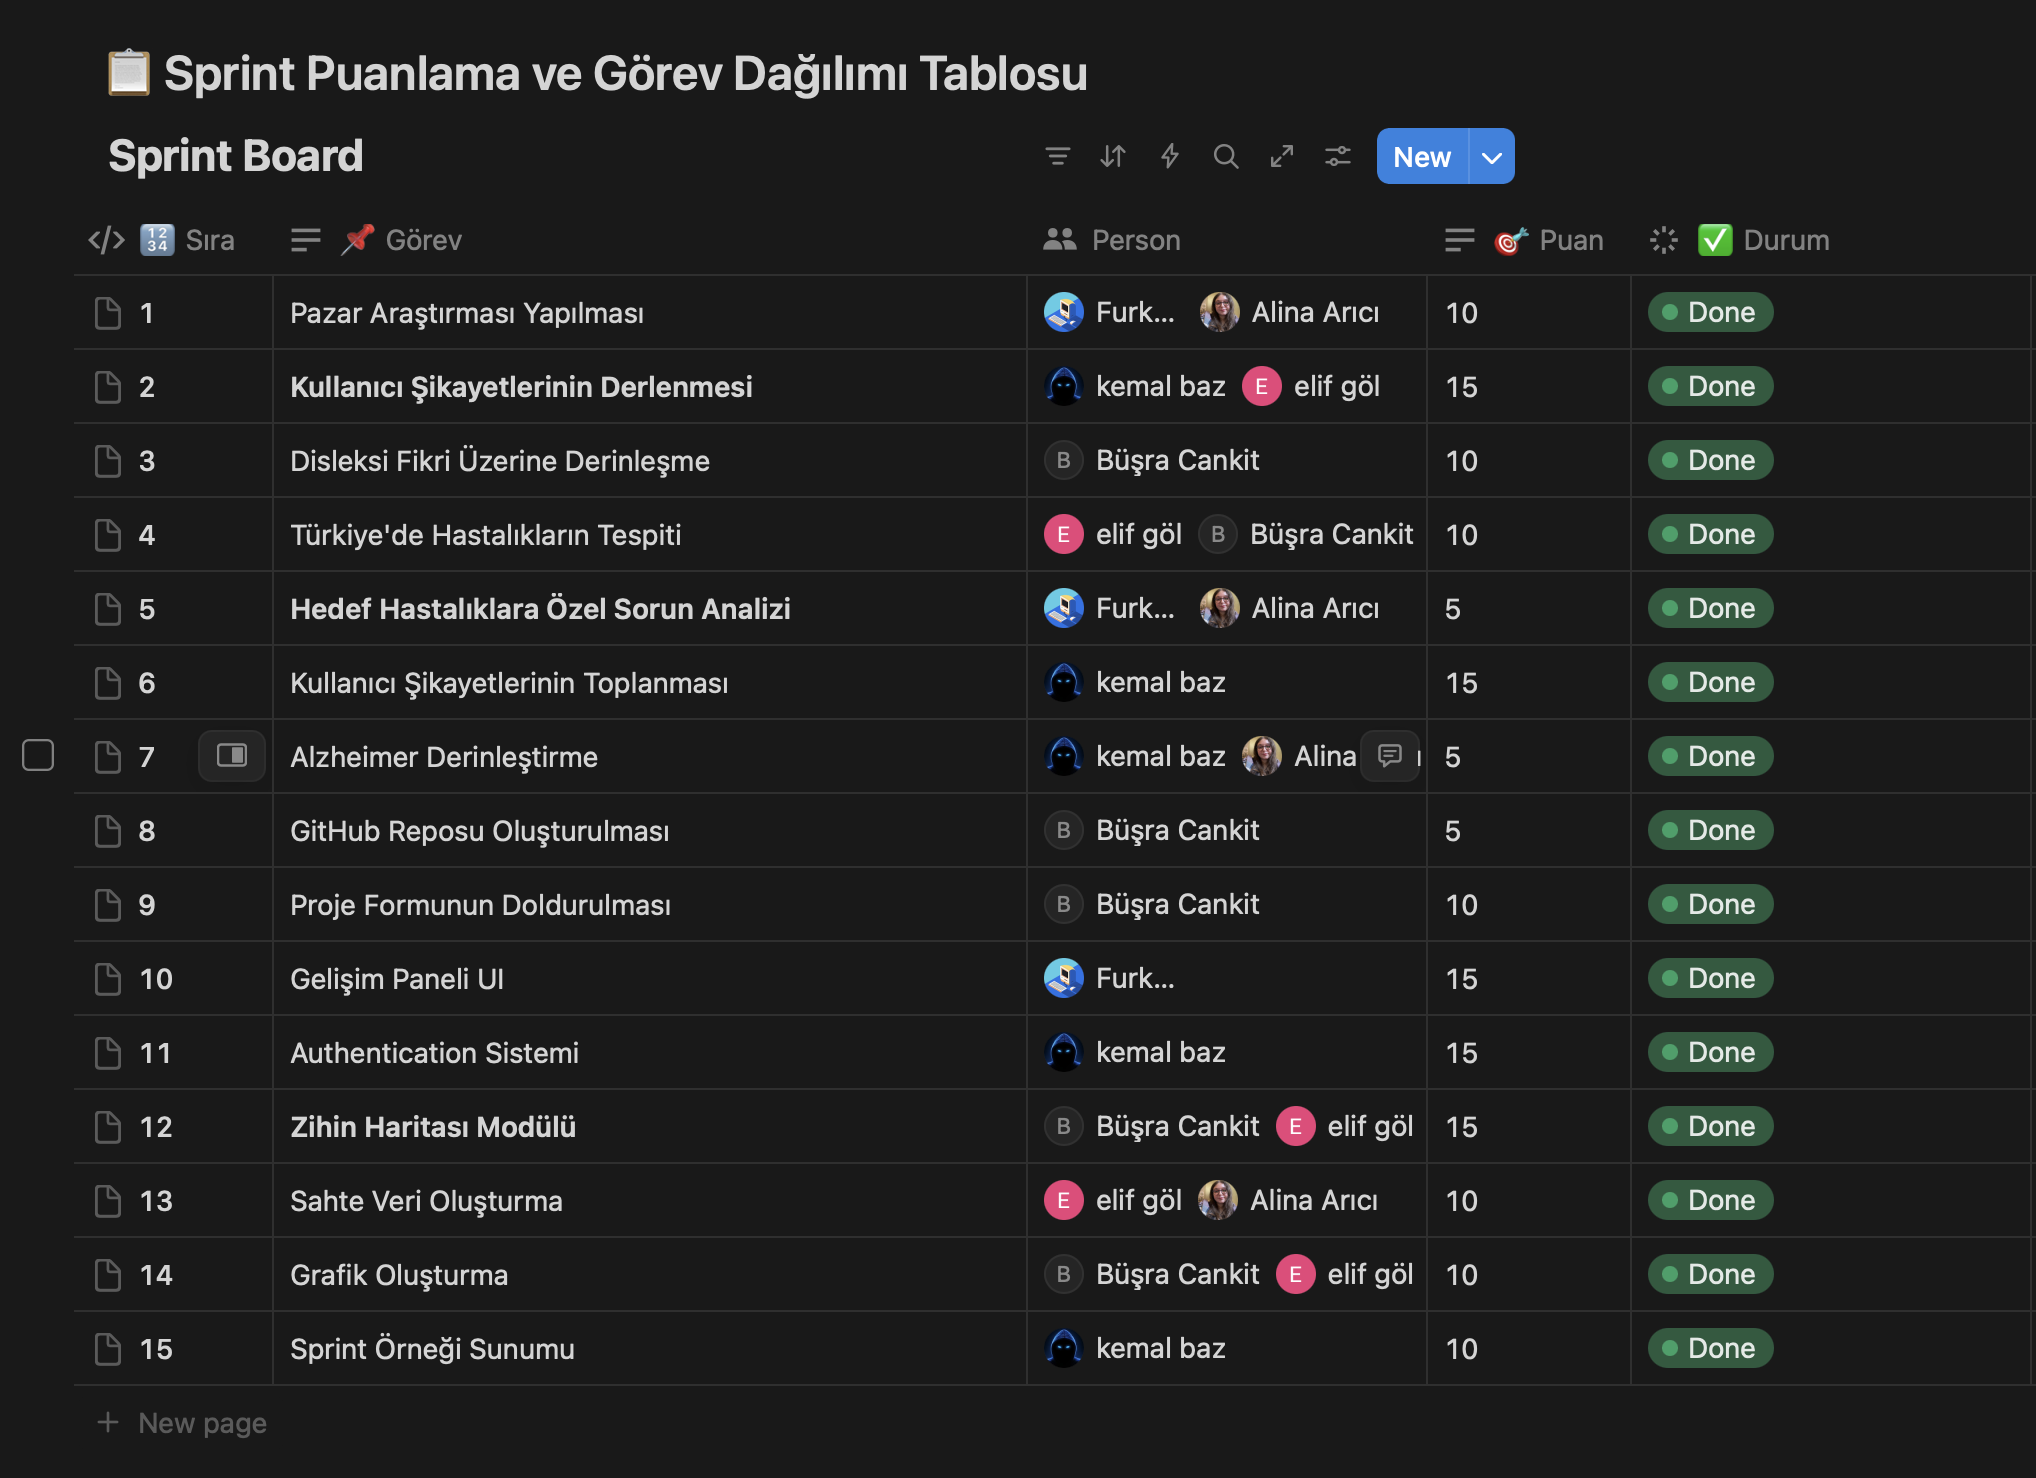 Sprint Puanlama ve Görev Dağılımı Tablosu
Sprint Board
New
Sıra Görev Person Puan Durum
1 Pazar Araştırması Yapılması Furk... Alina Arıcı 10 Done
2 Kullanıcı Şikayetlerinin Derlenmesi kemal baz E elif göl 15 Done
3 Disleksi Fikri Üzerine Derinleşme B Büşra Cankit 10 Done
4 Türkiye'de Hastalıkların Tespiti E elif göl B Büşra Cankit 10 Done
5 Hedef Hastalıklara Özel Sorun Analizi Furk... Alina Arıcı 5 Done
6 Kullanıcı Şikayetlerinin Toplanması kemal baz 15 Done
7 Alzheimer Derinleştirme kemal baz Alina 5 Done
8 GitHub Reposu Oluşturulması B Büşra Cankit 5 Done
9 Proje Formunun Doldurulması B Büşra Cankit 10 Done
10 Gelişim Paneli UI Furk... 15 Done
11 Authentication Sistemi kemal baz 15 Done
12 Zihin Haritası Modülü B Büşra Cankit E elif göl 15 Done
13 Sahte Veri Oluşturma E elif göl Alina Arıcı 10 Done
14 Grafik Oluşturma B Büşra Cankit E elif göl 10 Done
15 Sprint Örneği Sunumu kemal baz 10 Done
New page